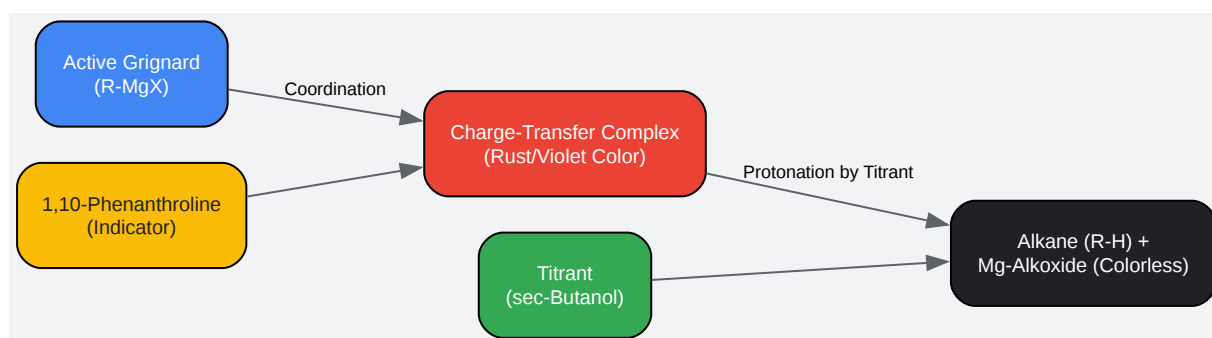 Active Grignard
(R-MgX)
Coordination
Charge-Transfer Complex
(Rust/Violet Color)
1,10-Phenanthroline
(Indicator)
Protonation by Titrant
Titrant
(sec-Butanol)
Alkane (R-H) +
Mg-Alkoxide (Colorless)